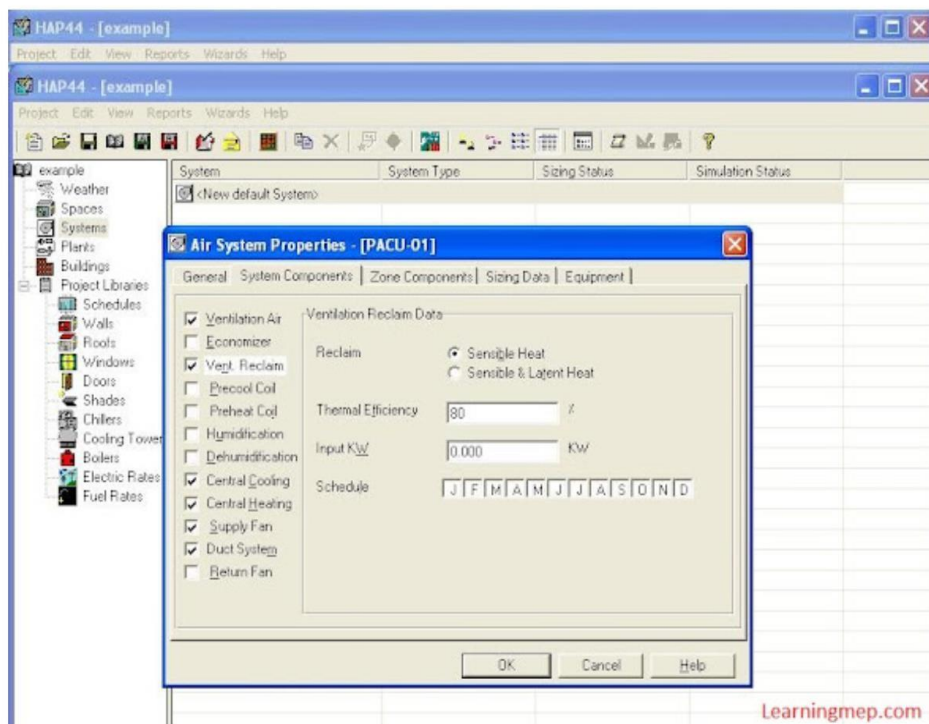 HAP44 - [example]
Project Edit View Reports Wizards Help
HAP44 - [example]
Project Edit View Reports Wizards Help
example
Weather
Spaces
Systems
Plants
Buildings
Project Libraries
Schedules
Walls
Roofs
Windows
Doors
Shades
Chillers
Cooling Tower
Boilers
Electric Rates
Fuel Rates
System System Type Sizing Status Simulation Status
<New default System>
Air System Properties - [PACU-01]
General System Components Zone Components Sizing Data Equipment
Ventilation Air
Economizer
Vent. Reclaim
Precool Coil
Preheat Coil
Humidification
Dehumidification
Central Cooling
Central Heating
Supply Fan
Duct System
Return Fan
Ventilation Reclaim Data
Reclaim Sensible Heat
Sensible & Latent Heat
Thermal Efficiency 80 %
Input KW 0.000 KW
Schedule J F M A M J J A S O N D
OK Cancel Help
Learningmep.com